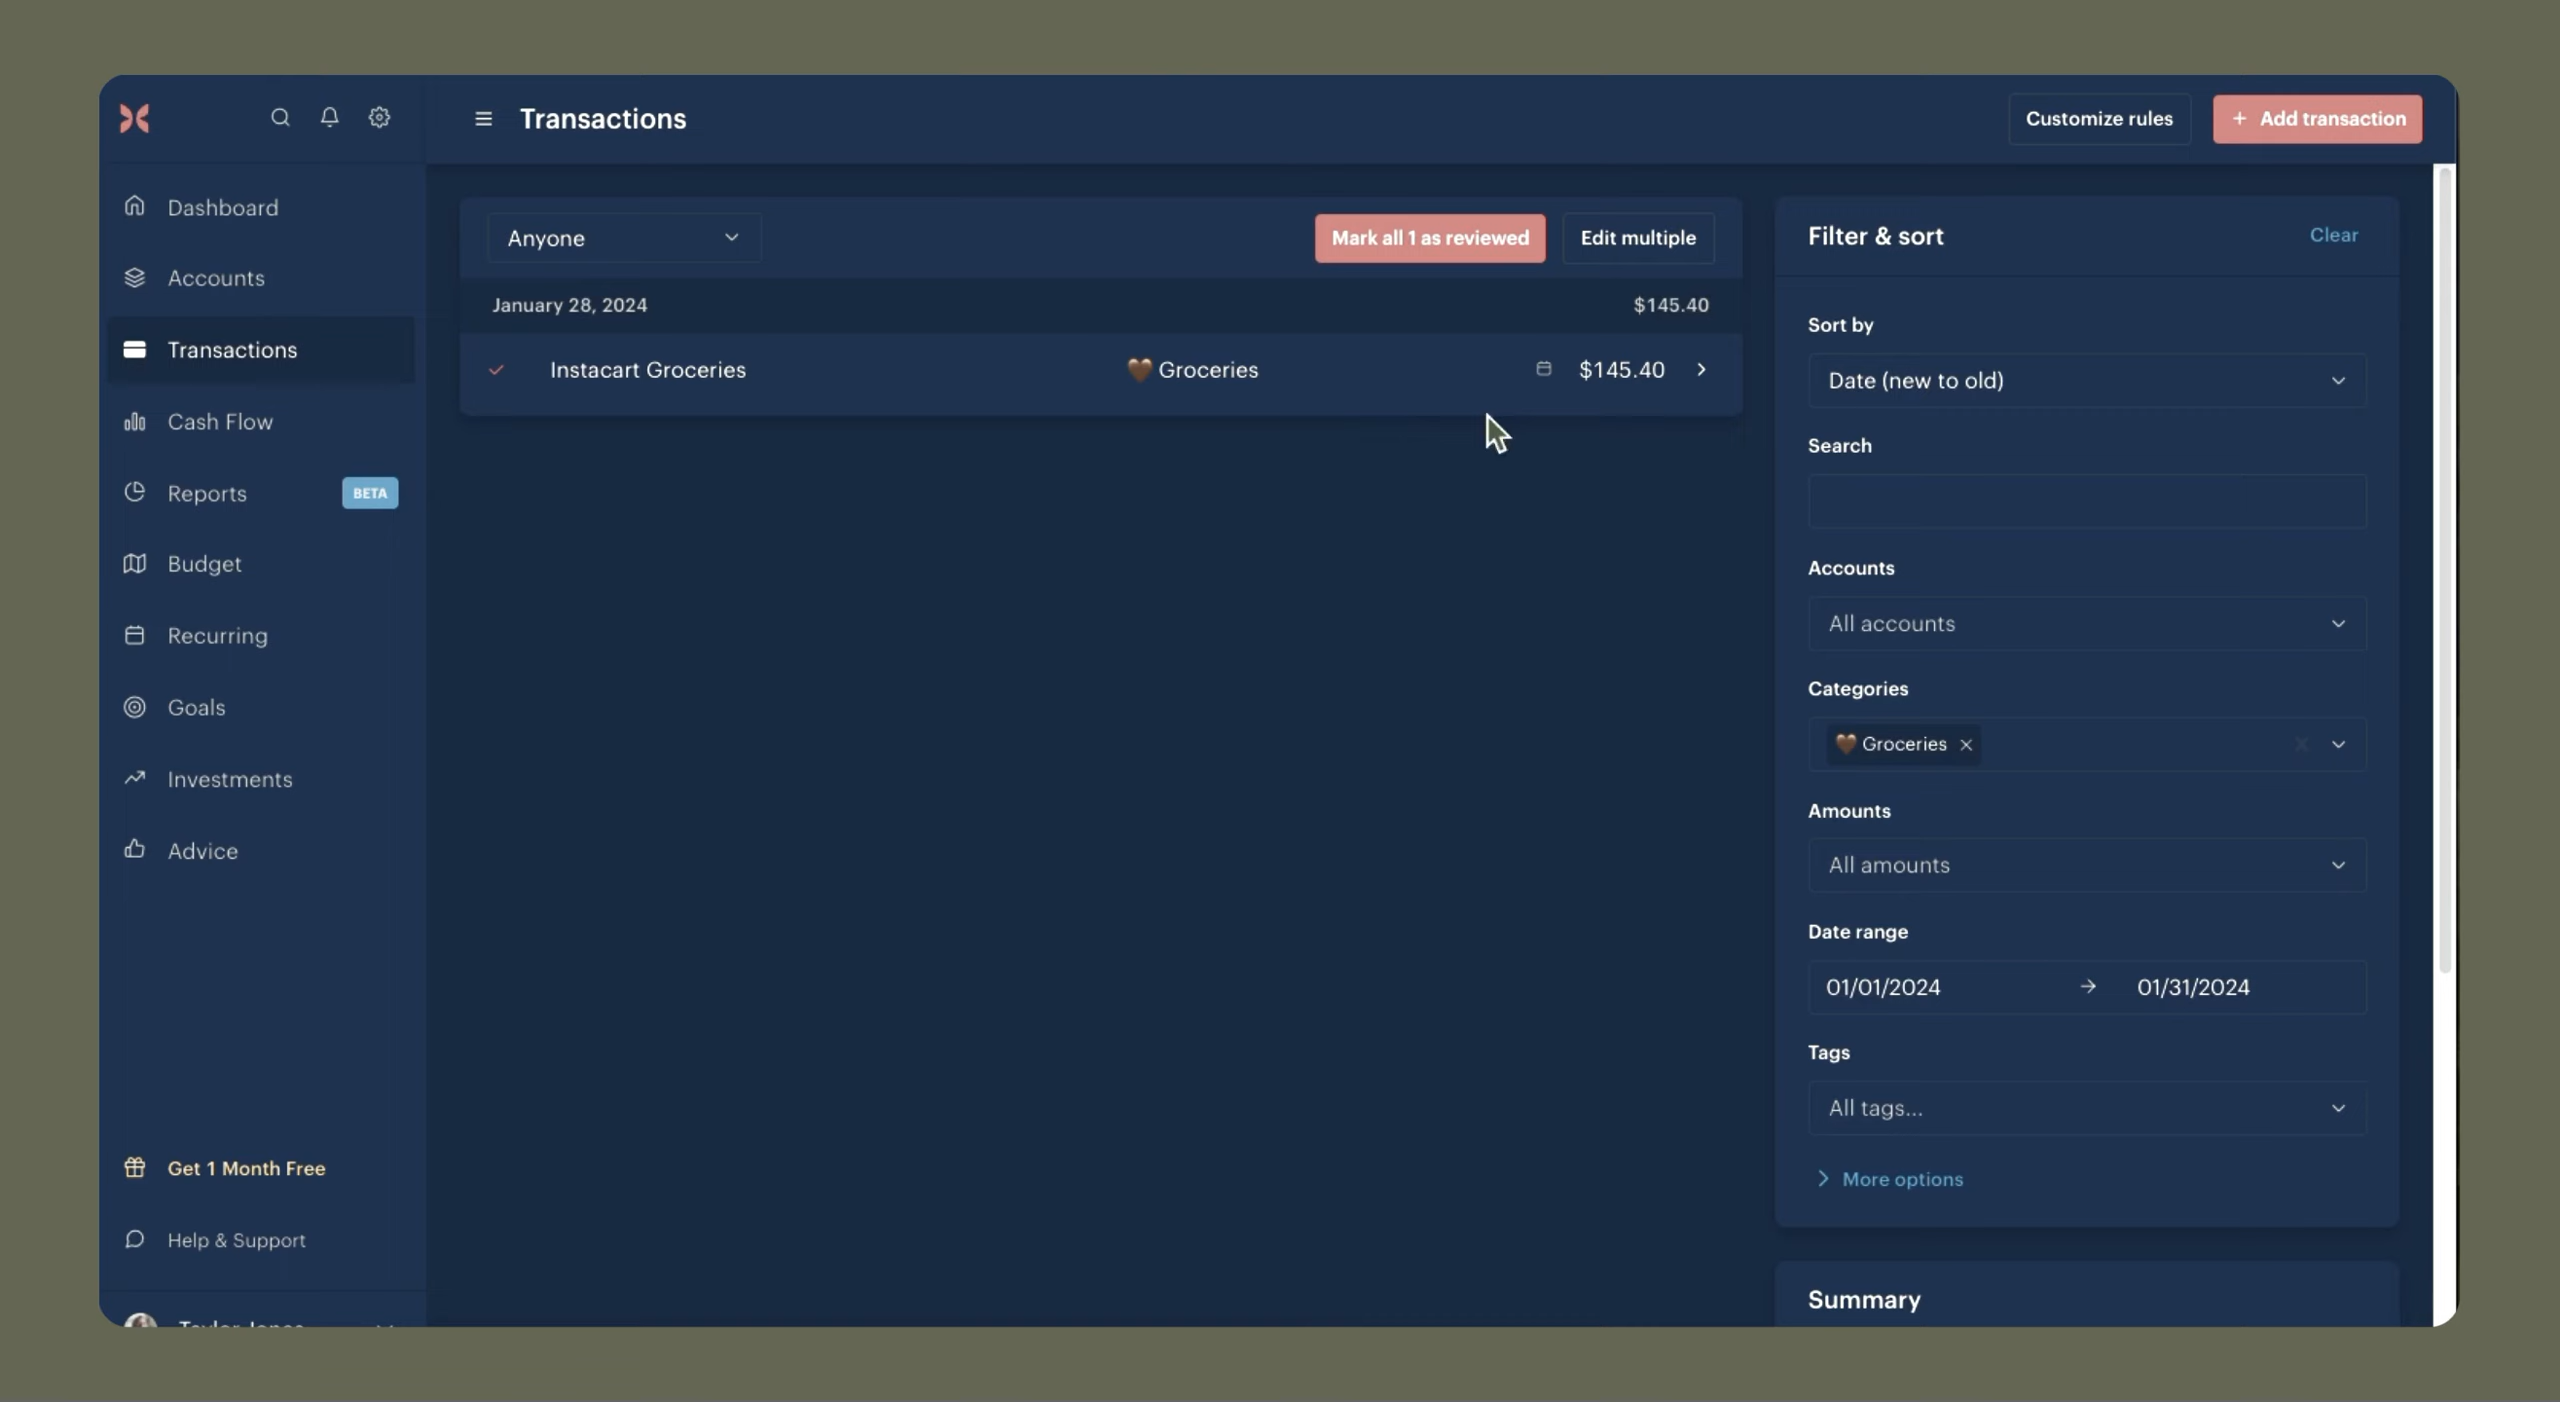 Transactions
Customize rules
+ Add transaction
Dashboard
Accounts
Transactions
Cash Flow
Reports
BETA
Budget
Recurring
Goals
Investments
Advice
Get 1 Month Free
Help & Support
Anyone
Mark all 1 as reviewed
Edit multiple
January 28, 2024
$145.40
Instacart Groceries
🤎 Groceries
$145.40
Filter & sort
Clear
Sort by
Date (new to old)
Search
Accounts
All accounts
Categories
🤎 Groceries
Amounts
All amounts
Date range
01/01/2024 → 01/31/2024
Tags
All tags...
More options
Summary